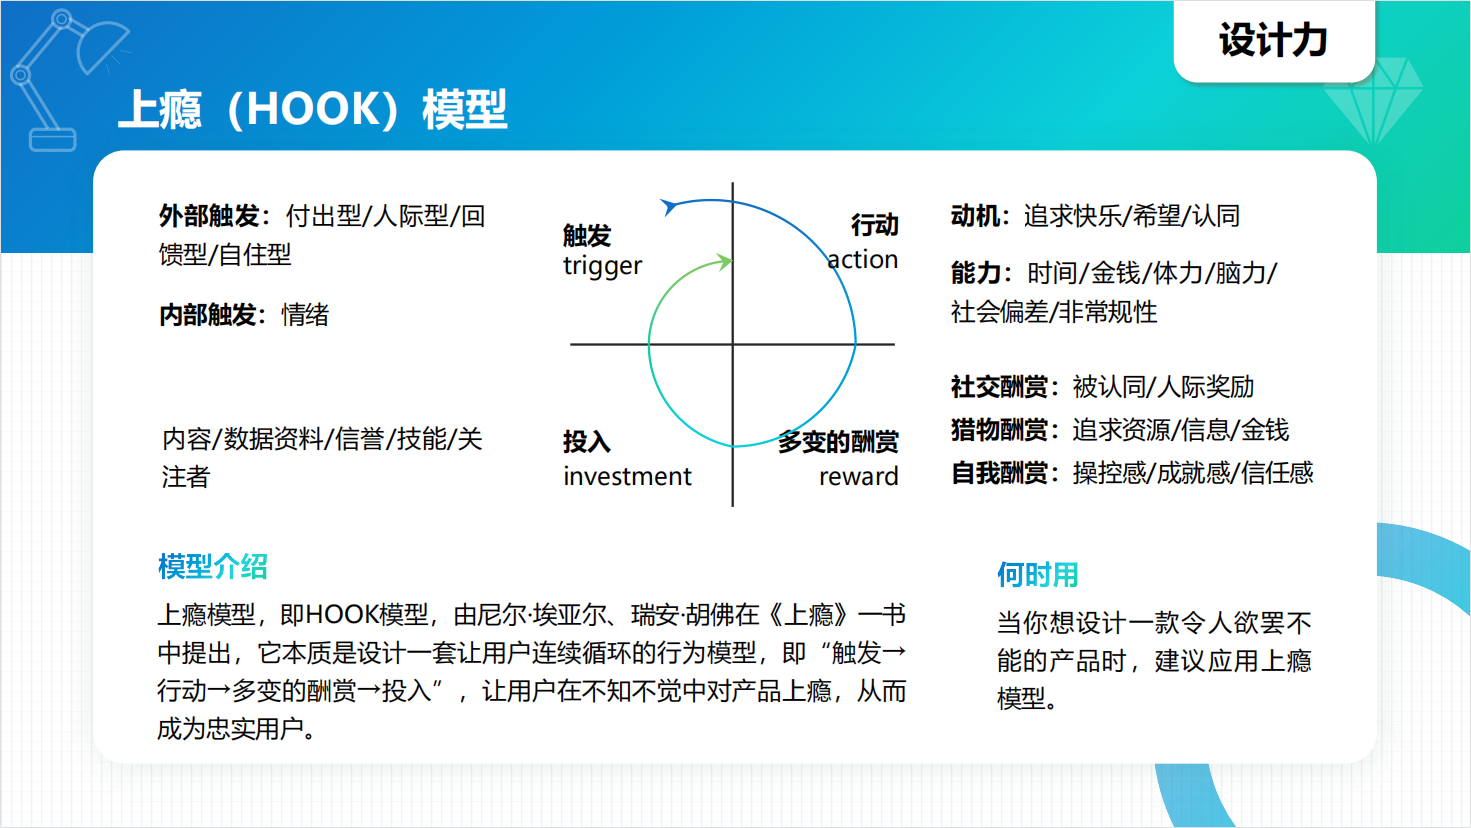 设计力
上瘾（HOOK）模型
外部触发：付出型/人际型/回
馈型/自住型
内部触发：情绪
触发
trigger
行动
action
动机：追求快乐/希望/认同
能力：时间/金钱/体力/脑力/
社会偏差/非常规性
内容/数据资料/信誉/技能/关
注者
投入
investment
多变的酬赏
reward
社交酬赏：被认同/人际奖励
猎物酬赏：追求资源/信息/金钱
自我酬赏：操控感/成就感/信任感
模型介绍
上瘾模型，即HOOK模型，由尼尔·埃亚尔、瑞安·胡佛在《上瘾》一书
中提出，它本质是设计一套让用户连续循环的行为模型，即“触发→
行动→多变的酬赏→投入”，让用户在不知不觉中对产品上瘾，从而
成为忠实用户。
何时用
当你想设计一款令人欲罢不
能的产品时，建议应用上瘾
模型。